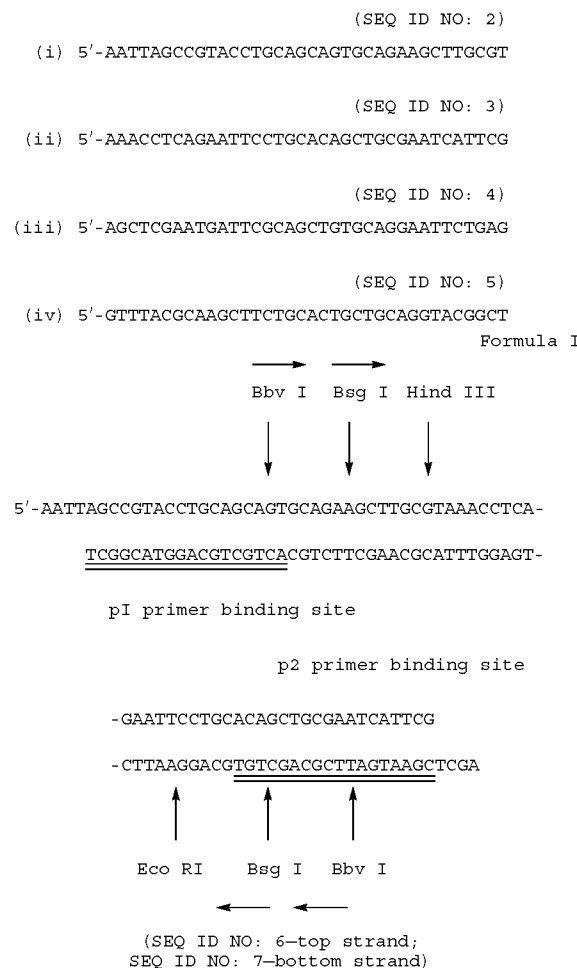 (SEQ ID NO: 2)
(i) 5′-AATTAGCCGTACCTGCAGCAGTGCAGAAGCTTGCGT
(SEQ ID NO: 3)
(ii) 5′-AAACCTCAGAATTCCTGCACAGCTGCGAATCATTCG
(SEQ ID NO: 4)
(iii) 5′-AGCTCGAATGATTCGCAGCTGTGCAGGAATTCTGAG
(SEQ ID NO: 5)
(iv) 5′-GTTTACGCAAGCTTCTGCACTGCTGCAGGTACGGCT
Formula I
Bbv I Bsg I Hind III
5′-AATTAGCCGTACCTGCAGCAGTGCAGAAGCTTGCGTAAACCTCA-
TCGGCATGGACGTCGTCACGTCTTCGAACGCATTTGGAGT-
pI primer binding site
p2 primer binding site
-GAATTCCTGCACAGCTGCGAATCATTCG
-CTTAAGGACGTGTCGACGCTTAGTAAGCTCGA
Eco RI Bsg I Bbv I
(SEQ ID NO: 6—top strand;
SEQ ID NO: 7—bottom strand)